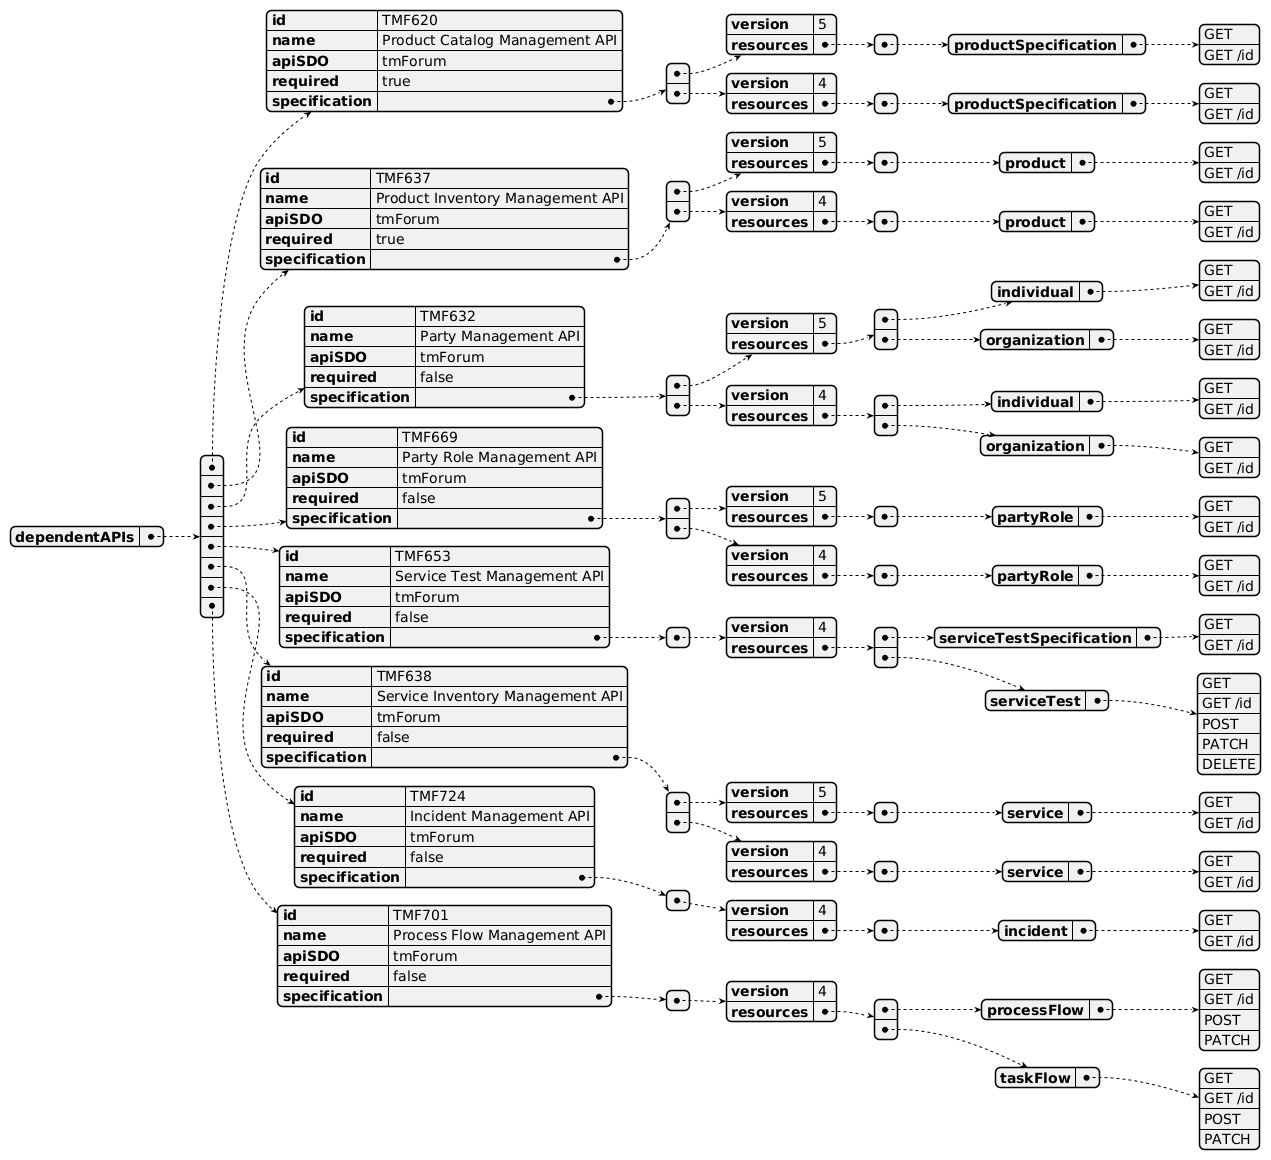 dependentAPIs
id TMF620
name Product Catalog Management API
apiSDO tmForum
required true
specification
version 5
resources
productSpecification
GET
GET /id
version 4
resources
productSpecification
GET
GET /id
id TMF637
name Product Inventory Management API
apiSDO tmForum
required true
specification
version 5
resources
product
GET
GET /id
version 4
resources
product
GET
GET /id
id TMF632
name Party Management API
apiSDO tmForum
required false
specification
version 5
resources
individual
GET
GET /id
organization
GET
GET /id
version 4
resources
individual
GET
GET /id
organization
GET
GET /id
id TMF669
name Party Role Management API
apiSDO tmForum
required false
specification
version 5
resources
partyRole
GET
GET /id
version 4
resources
partyRole
GET
GET /id
id TMF653
name Service Test Management API
apiSDO tmForum
required false
specification
version 4
resources
serviceTestSpecification
GET
GET /id
serviceTest
GET
GET /id
POST
PATCH
DELETE
id TMF638
name Service Inventory Management API
apiSDO tmForum
required false
specification
version 5
resources
service
GET
GET /id
version 4
resources
service
GET
GET /id
id TMF724
name Incident Management API
apiSDO tmForum
required false
specification
version 4
resources
incident
GET
GET /id
id TMF701
name Process Flow Management API
apiSDO tmForum
required false
specification
version 4
resources
processFlow
GET
GET /id
POST
PATCH
taskFlow
GET
GET /id
POST
PATCH